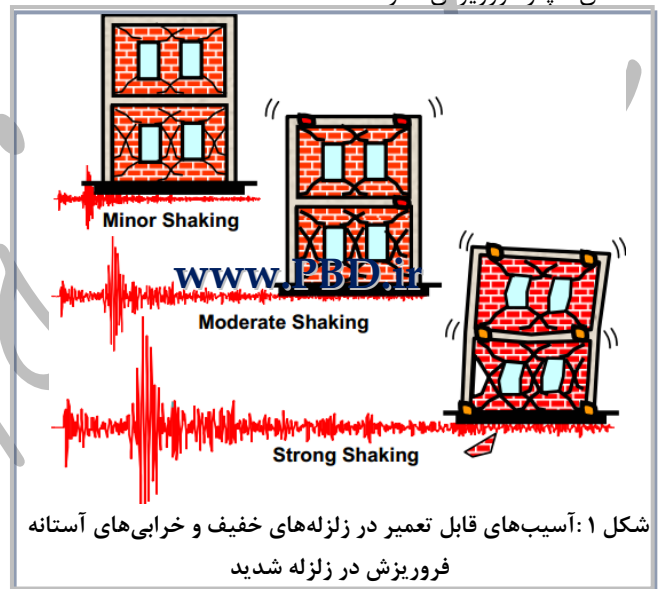 Minor Shaking
www.PBD.ir
Moderate Shaking
Strong Shaking
شکل ۱ :آسیب‌های قابل تعمیر در زلزله‌های خفیف و خرابی‌های آستانه
فروریزش در زلزله شدید